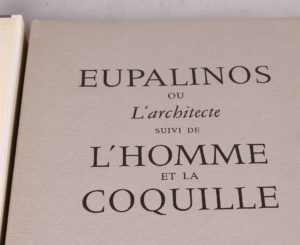 EUPALINOS
OU
L'architecte
SUIVI DE
L'HOMME
ET LA
COQUILLE